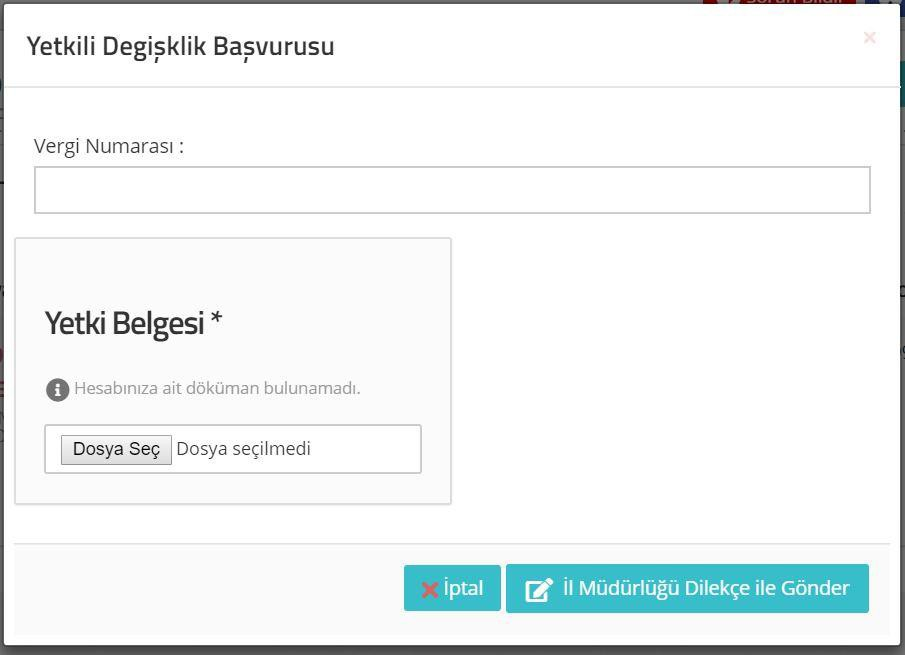 Yetkili Degişklik Başvurusu
×
Vergi Numarası :
Yetki Belgesi *
Hesabınıza ait döküman bulunamadı.
Dosya Seç Dosya seçilmedi
İptal
İl Müdürlüğü Dilekçe ile Gönder